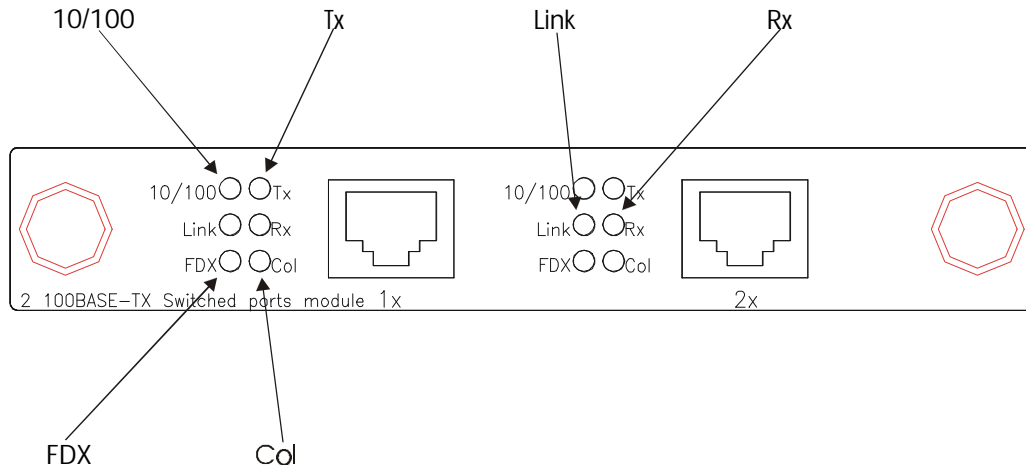 10/100 Tx Link Rx
10/100 Tx 10/100 Tx
Link Rx Link Rx
FDX Col FDX Col
2 100BASE-TX Switched ports module 1x 2x
FDX Col